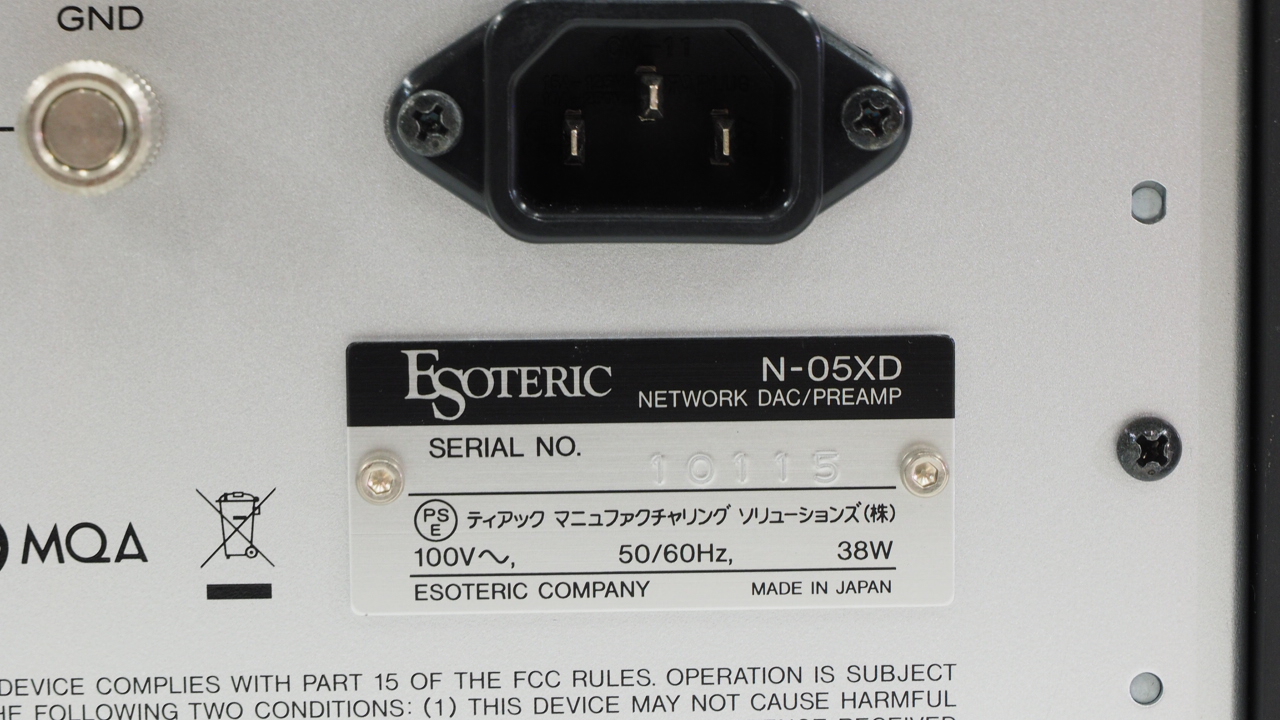 GND
ESOTERIC
N-05XD
NETWORK DAC/PREAMP
SERIAL NO.
10115
PS
E
ティアック マニュファクチャリング ソリューションズ(株)
100V〜, 50/60Hz, 38W
ESOTERIC COMPANY MADE IN JAPAN
MQA
DEVICE COMPLIES WITH PART 15 OF THE FCC RULES. OPERATION IS SUBJECT
FOLLOWING TWO CONDITIONS: (1) THIS DEVICE MAY NOT CAUSE HARMFUL